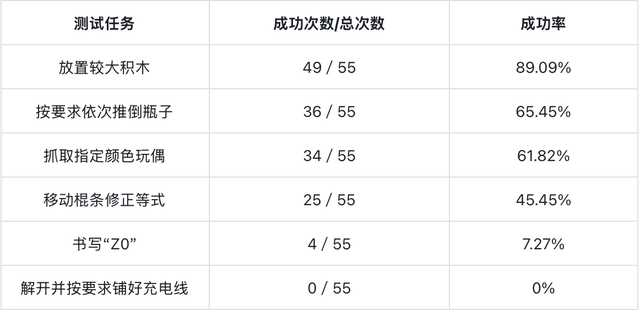 测试任务 成功次数/总次数 成功率
放置较大积木 49 / 55 89.09%
按要求依次推倒瓶子 36 / 55 65.45%
抓取指定颜色玩偶 34 / 55 61.82%
移动棍条修正等式 25 / 55 45.45%
书写“Z0” 4 / 55 7.27%
解开并按要求铺好充电线 0 / 55 0%